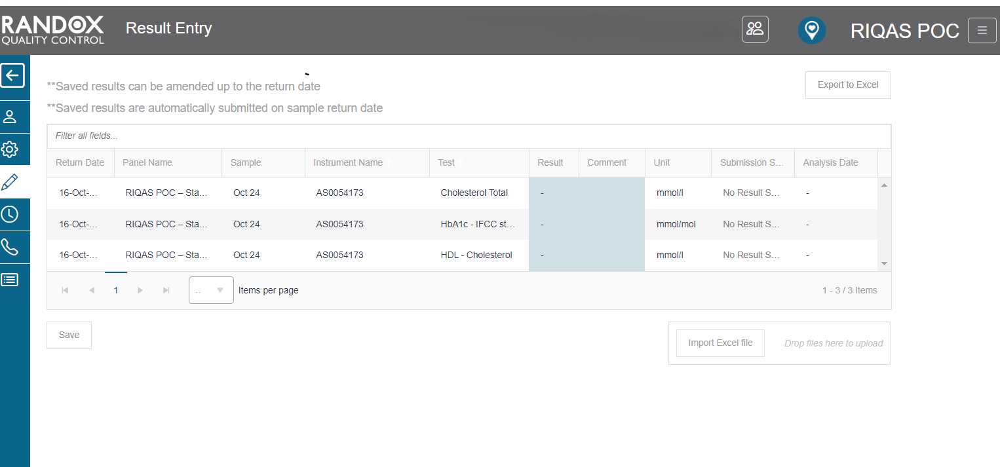 RANDOX
QUALITY CONTROL
Result Entry
RIQAS POC
**Saved results can be amended up to the return date
Export to Excel
**Saved results are automatically submitted on sample return date
Filter all fields...
Return Date Panel Name Sample Instrument Name Test Result Comment Unit Submission S... Analysis Date
16-Oct-... RIQAS POC – Sta... Oct 24 AS0054173 Cholesterol Total - mmol/l No Result S... -
16-Oct-... RIQAS POC – Sta... Oct 24 AS0054173 HbA1c - IFCC st... - mmol/mol No Result S... -
16-Oct-... RIQAS POC – Sta... Oct 24 AS0054173 HDL - Cholesterol - mmol/l No Result S... -
1 .. Items per page 1 - 3 / 3 Items
Save
Import Excel file Drop files here to upload